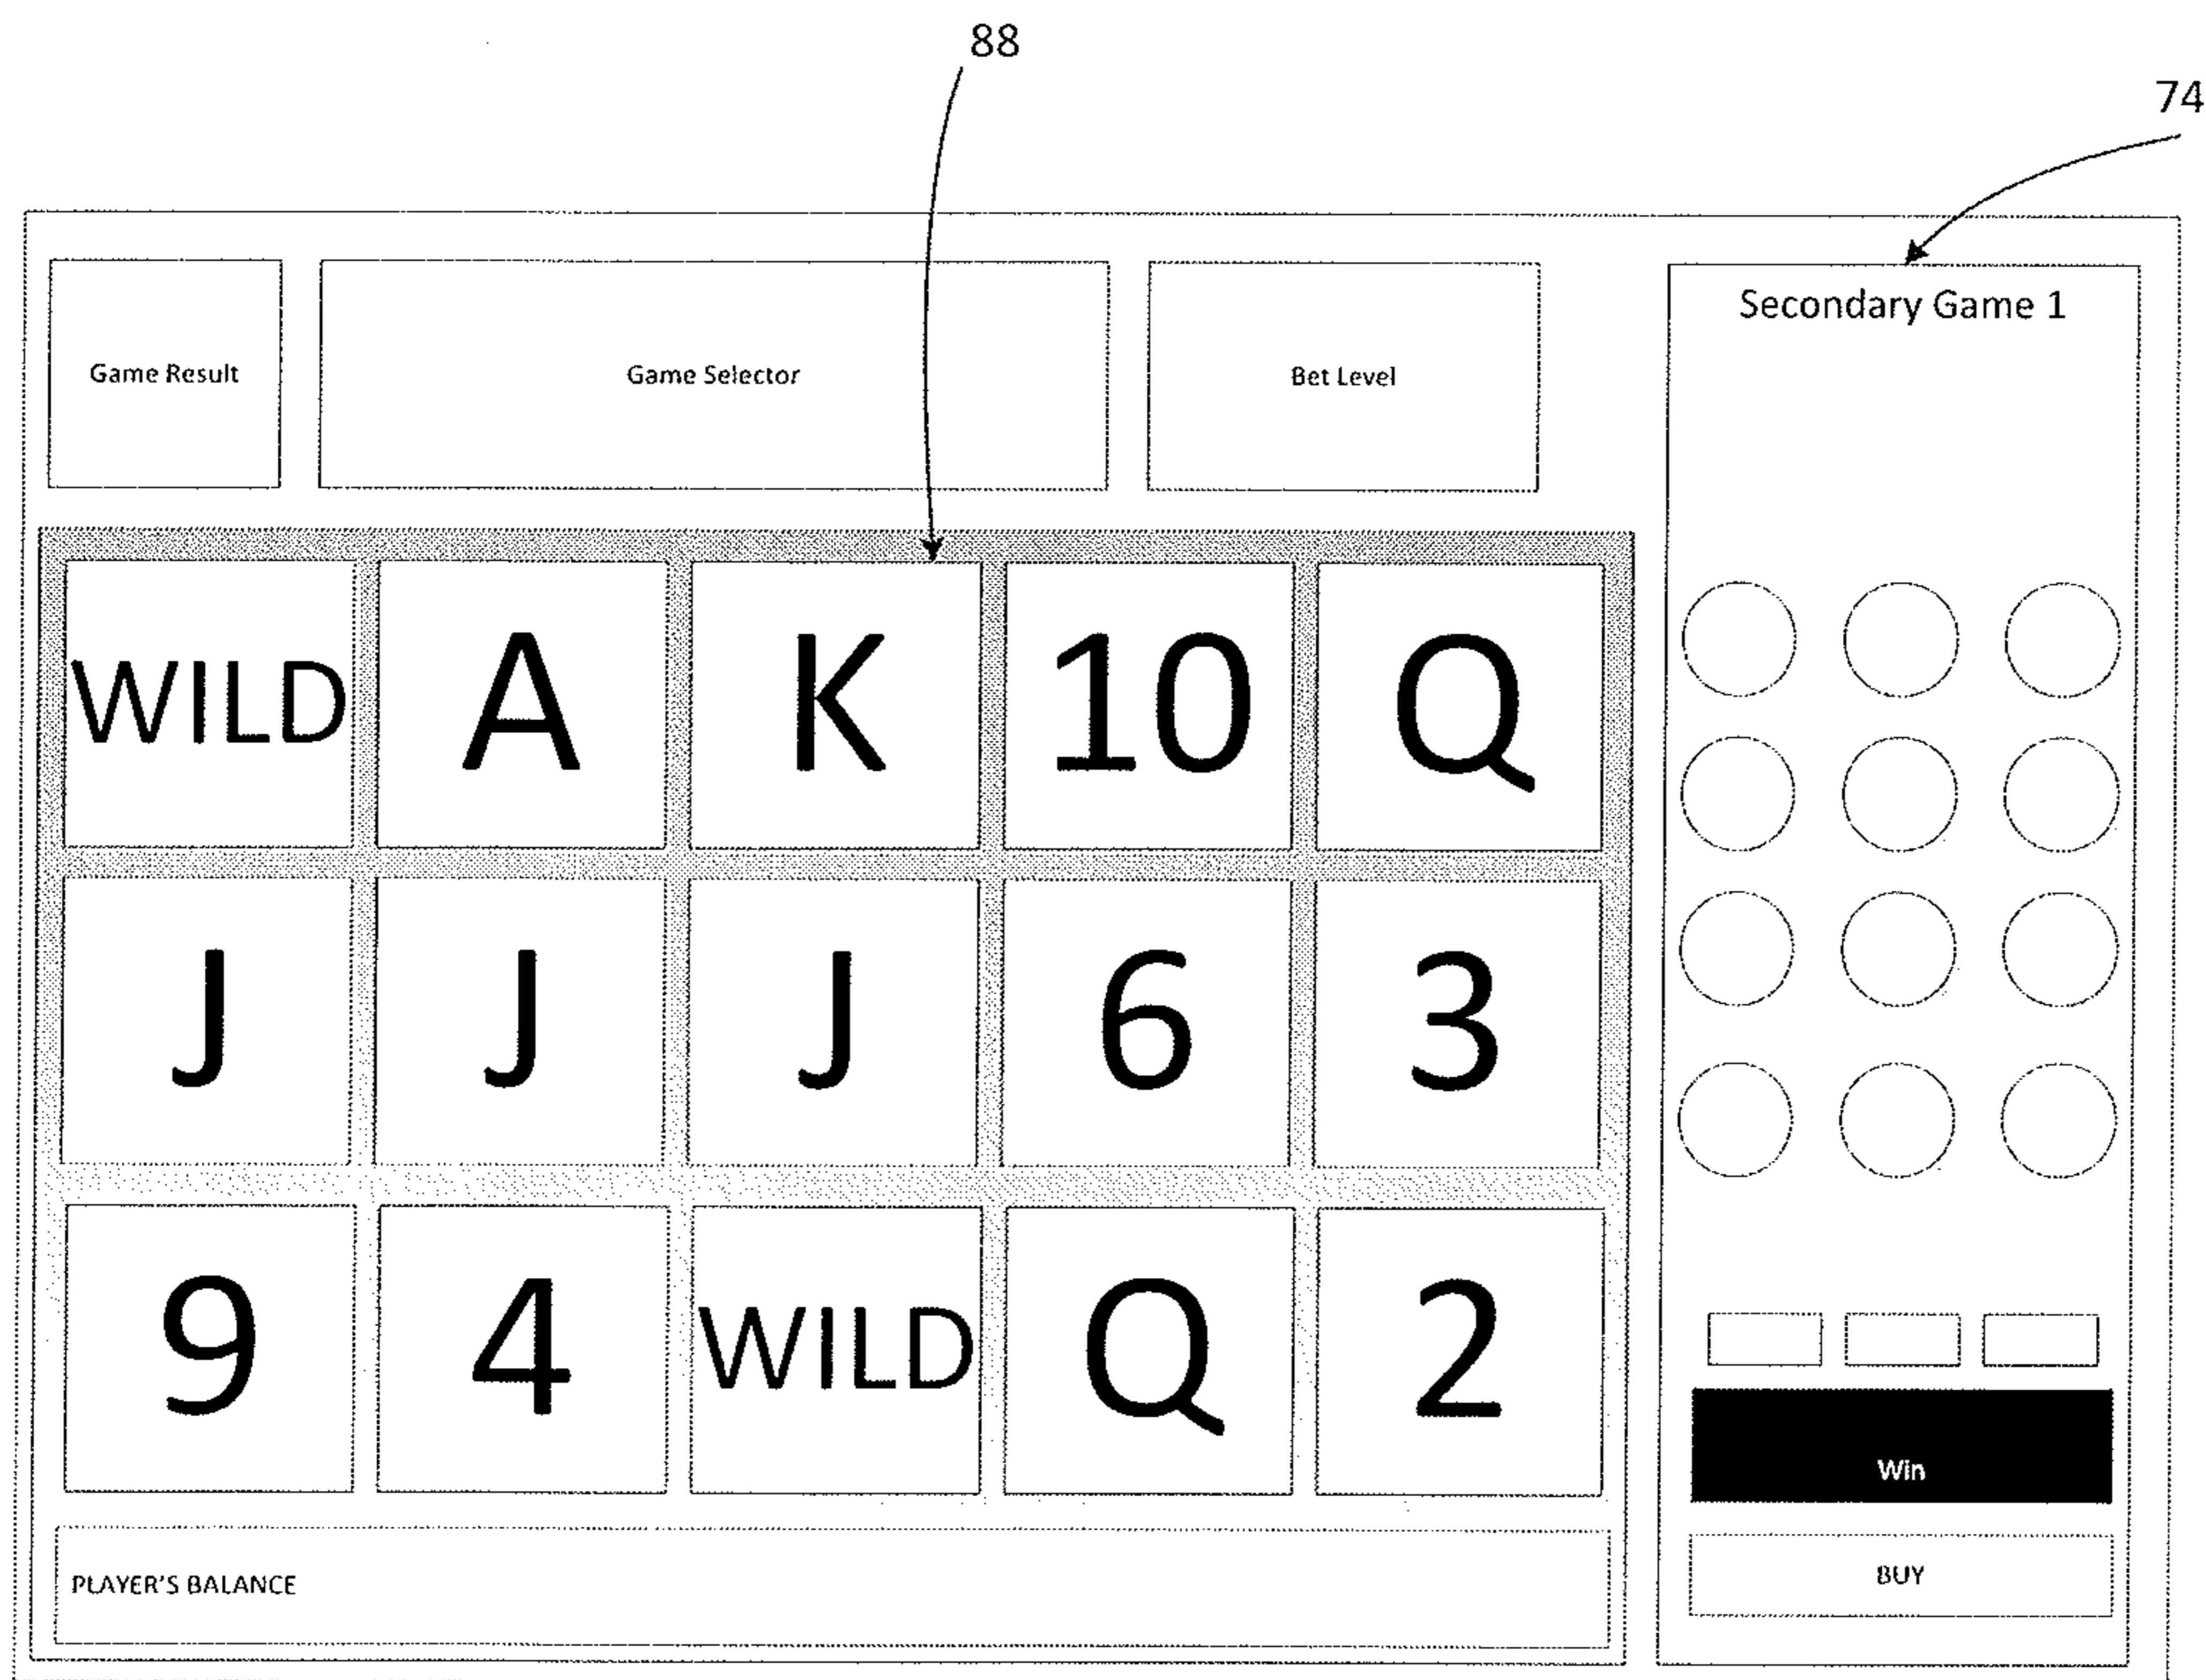 88
74
Secondary Game 1
Game Result
Game Selector
Bet Level
WILD A K 10 Q
J J J 6 3
9 4 WILD Q 2
Win
PLAYER'S BALANCE
BUY